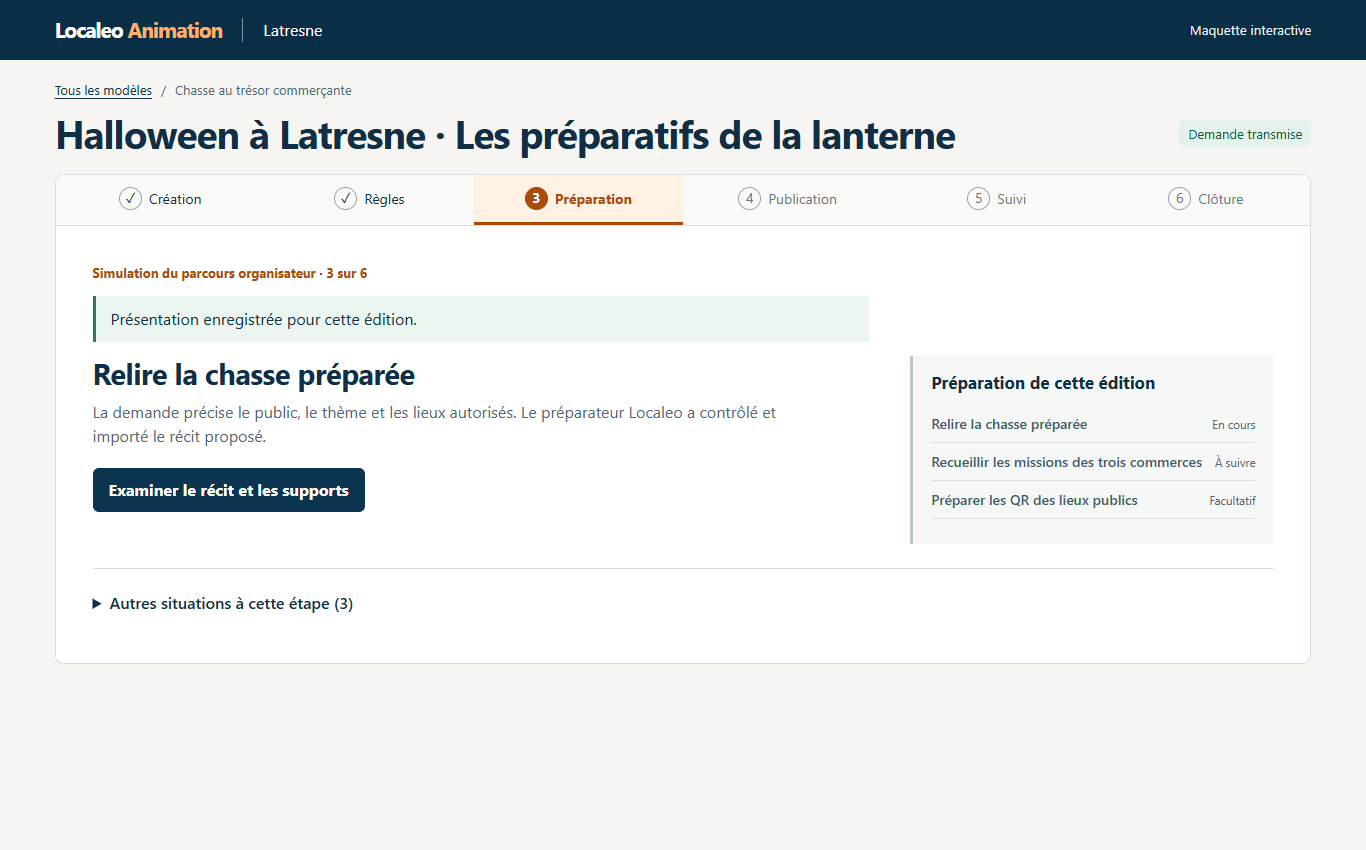 Localeo Animation
Latresne
Maquette interactive
Tous les modèles / Chasse au trésor commerçante
Halloween à Latresne · Les préparatifs de la lanterne
Demande transmise
✓ Création
✓ Règles
3 Préparation
4 Publication
5 Suivi
6 Clôture
Simulation du parcours organisateur · 3 sur 6
Présentation enregistrée pour cette édition.
Relire la chasse préparée
La demande précise le public, le thème et les lieux autorisés. Le préparateur Localeo a contrôlé et
importé le récit proposé.
Examiner le récit et les supports
Préparation de cette édition
Relire la chasse préparée En cours
Recueillir les missions des trois commerces À suivre
Préparer les QR des lieux publics Facultatif
Autres situations à cette étape (3)